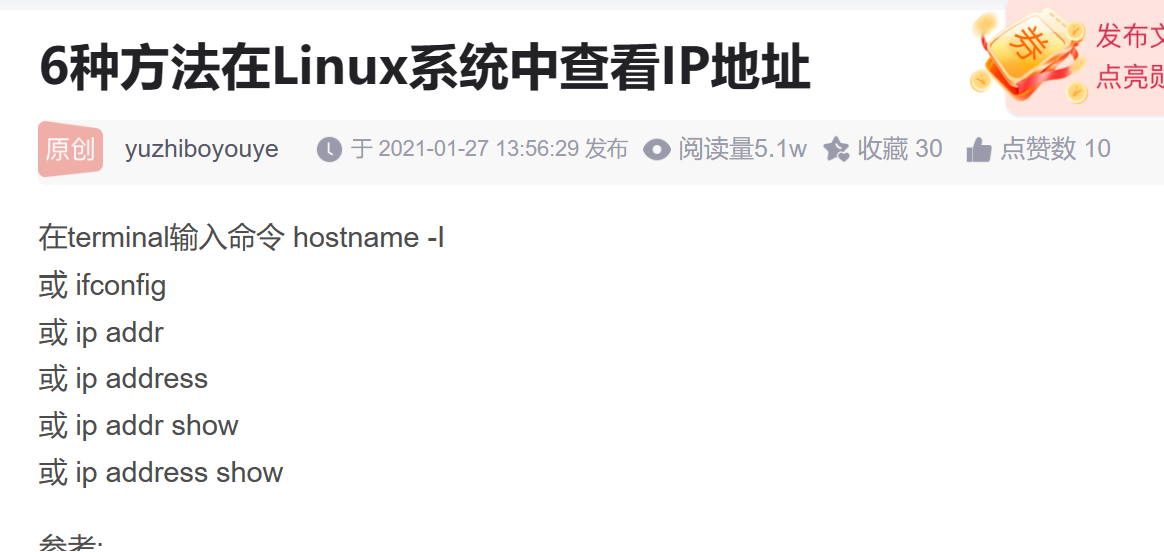 6种方法在Linux系统中查看IP地址
发布文
点亮勋
券
原创 yuzhiboyouye 于 2021-01-27 13:56:29 发布 阅读量5.1w 收藏 30 点赞数 10
在terminal输入命令 hostname -I
或 ifconfig
或 ip addr
或 ip address
或 ip addr show
或 ip address show
参考: